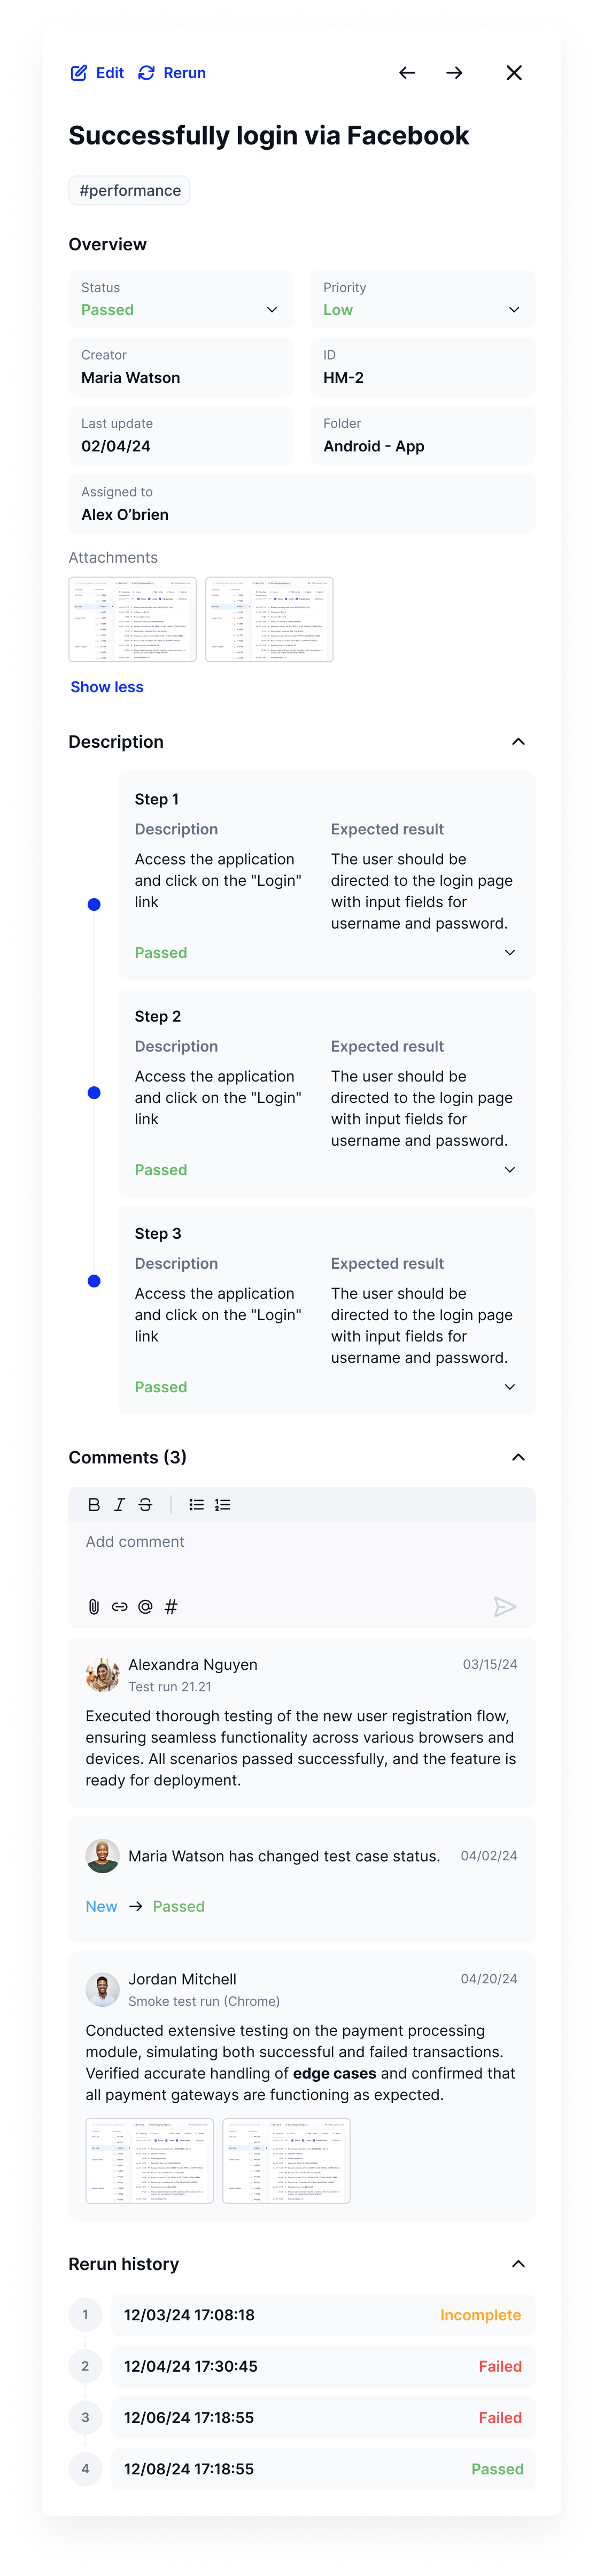 Edit Rerun
Successfully login via Facebook
#performance
Overview
Status
Passed
Priority
Low
Creator
Maria Watson
ID
HM-2
Last update
02/04/24
Folder
Android - App
Assigned to
Alex O’brien
Attachments
Show less
Description
Step 1
Description
Access the application
and click on the "Login"
link
Expected result
The user should be
directed to the login page
with input fields for
username and password.
Passed
Step 2
Description
Access the application
and click on the "Login"
link
Expected result
The user should be
directed to the login page
with input fields for
username and password.
Passed
Step 3
Description
Access the application
and click on the "Login"
link
Expected result
The user should be
directed to the login page
with input fields for
username and password.
Passed
Comments (3)
Add comment
Alexandra Nguyen 03/15/24
Test run 21.21
Executed thorough testing of the new user registration flow,
ensuring seamless functionality across various browsers and
devices. All scenarios passed successfully, and the feature is
ready for deployment.
Maria Watson has changed test case status. 04/02/24
New → Passed
Jordan Mitchell 04/20/24
Smoke test run (Chrome)
Conducted extensive testing on the payment processing
module, simulating both successful and failed transactions.
Verified accurate handling of edge cases and confirmed that
all payment gateways are functioning as expected.
Rerun history
1 12/03/24 17:08:18 Incomplete
2 12/04/24 17:30:45 Failed
3 12/06/24 17:18:55 Failed
4 12/08/24 17:18:55 Passed